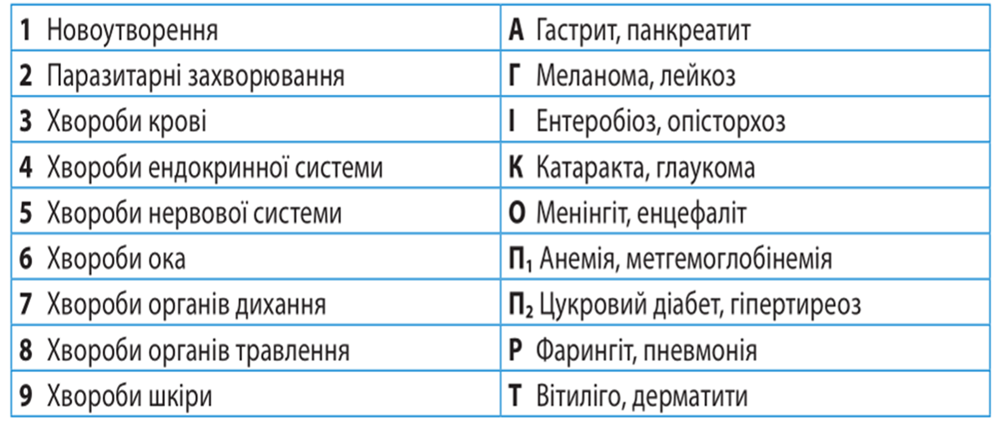 1 Новоутворення А Гастрит, панкреатит
2 Паразитарні захворювання Г Меланома, лейкоз
3 Хвороби крові І Ентеробіоз, опісторхоз
4 Хвороби ендокринної системи К Катаракта, глаукома
5 Хвороби нервової системи О Менінгіт, енцефаліт
6 Хвороби ока П₁ Анемія, метгемоглобінемія
7 Хвороби органів дихання П₂ Цукровий діабет, гіпертиреоз
8 Хвороби органів травлення Р Фарингіт, пневмонія
9 Хвороби шкіри Т Вітиліго, дерматити